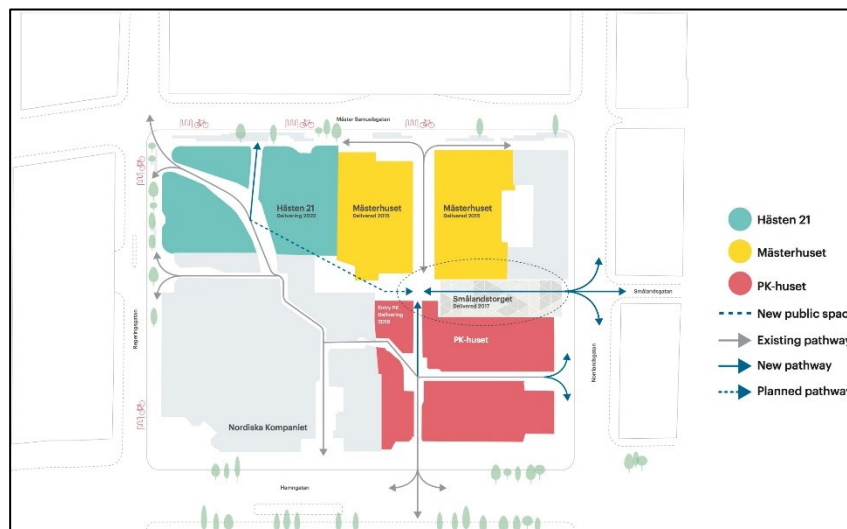 Mäster Samuelsgatan
Hästen 21
Delivering 2022
Mästerhuset
Delivered 2015
Mästerhuset
Delivered 2015
Hästen 21
Mästerhuset
PK-huset
New public spac
Existing pathway
New pathway
Planned pathway
Regeringsgatan
Smålandstorget
Delivered 2017
Smålandsgatan
Entry PK
Delivering
2018
PK-huset
Norrlandsgatan
Nordiska Kompaniet
Hamngatan